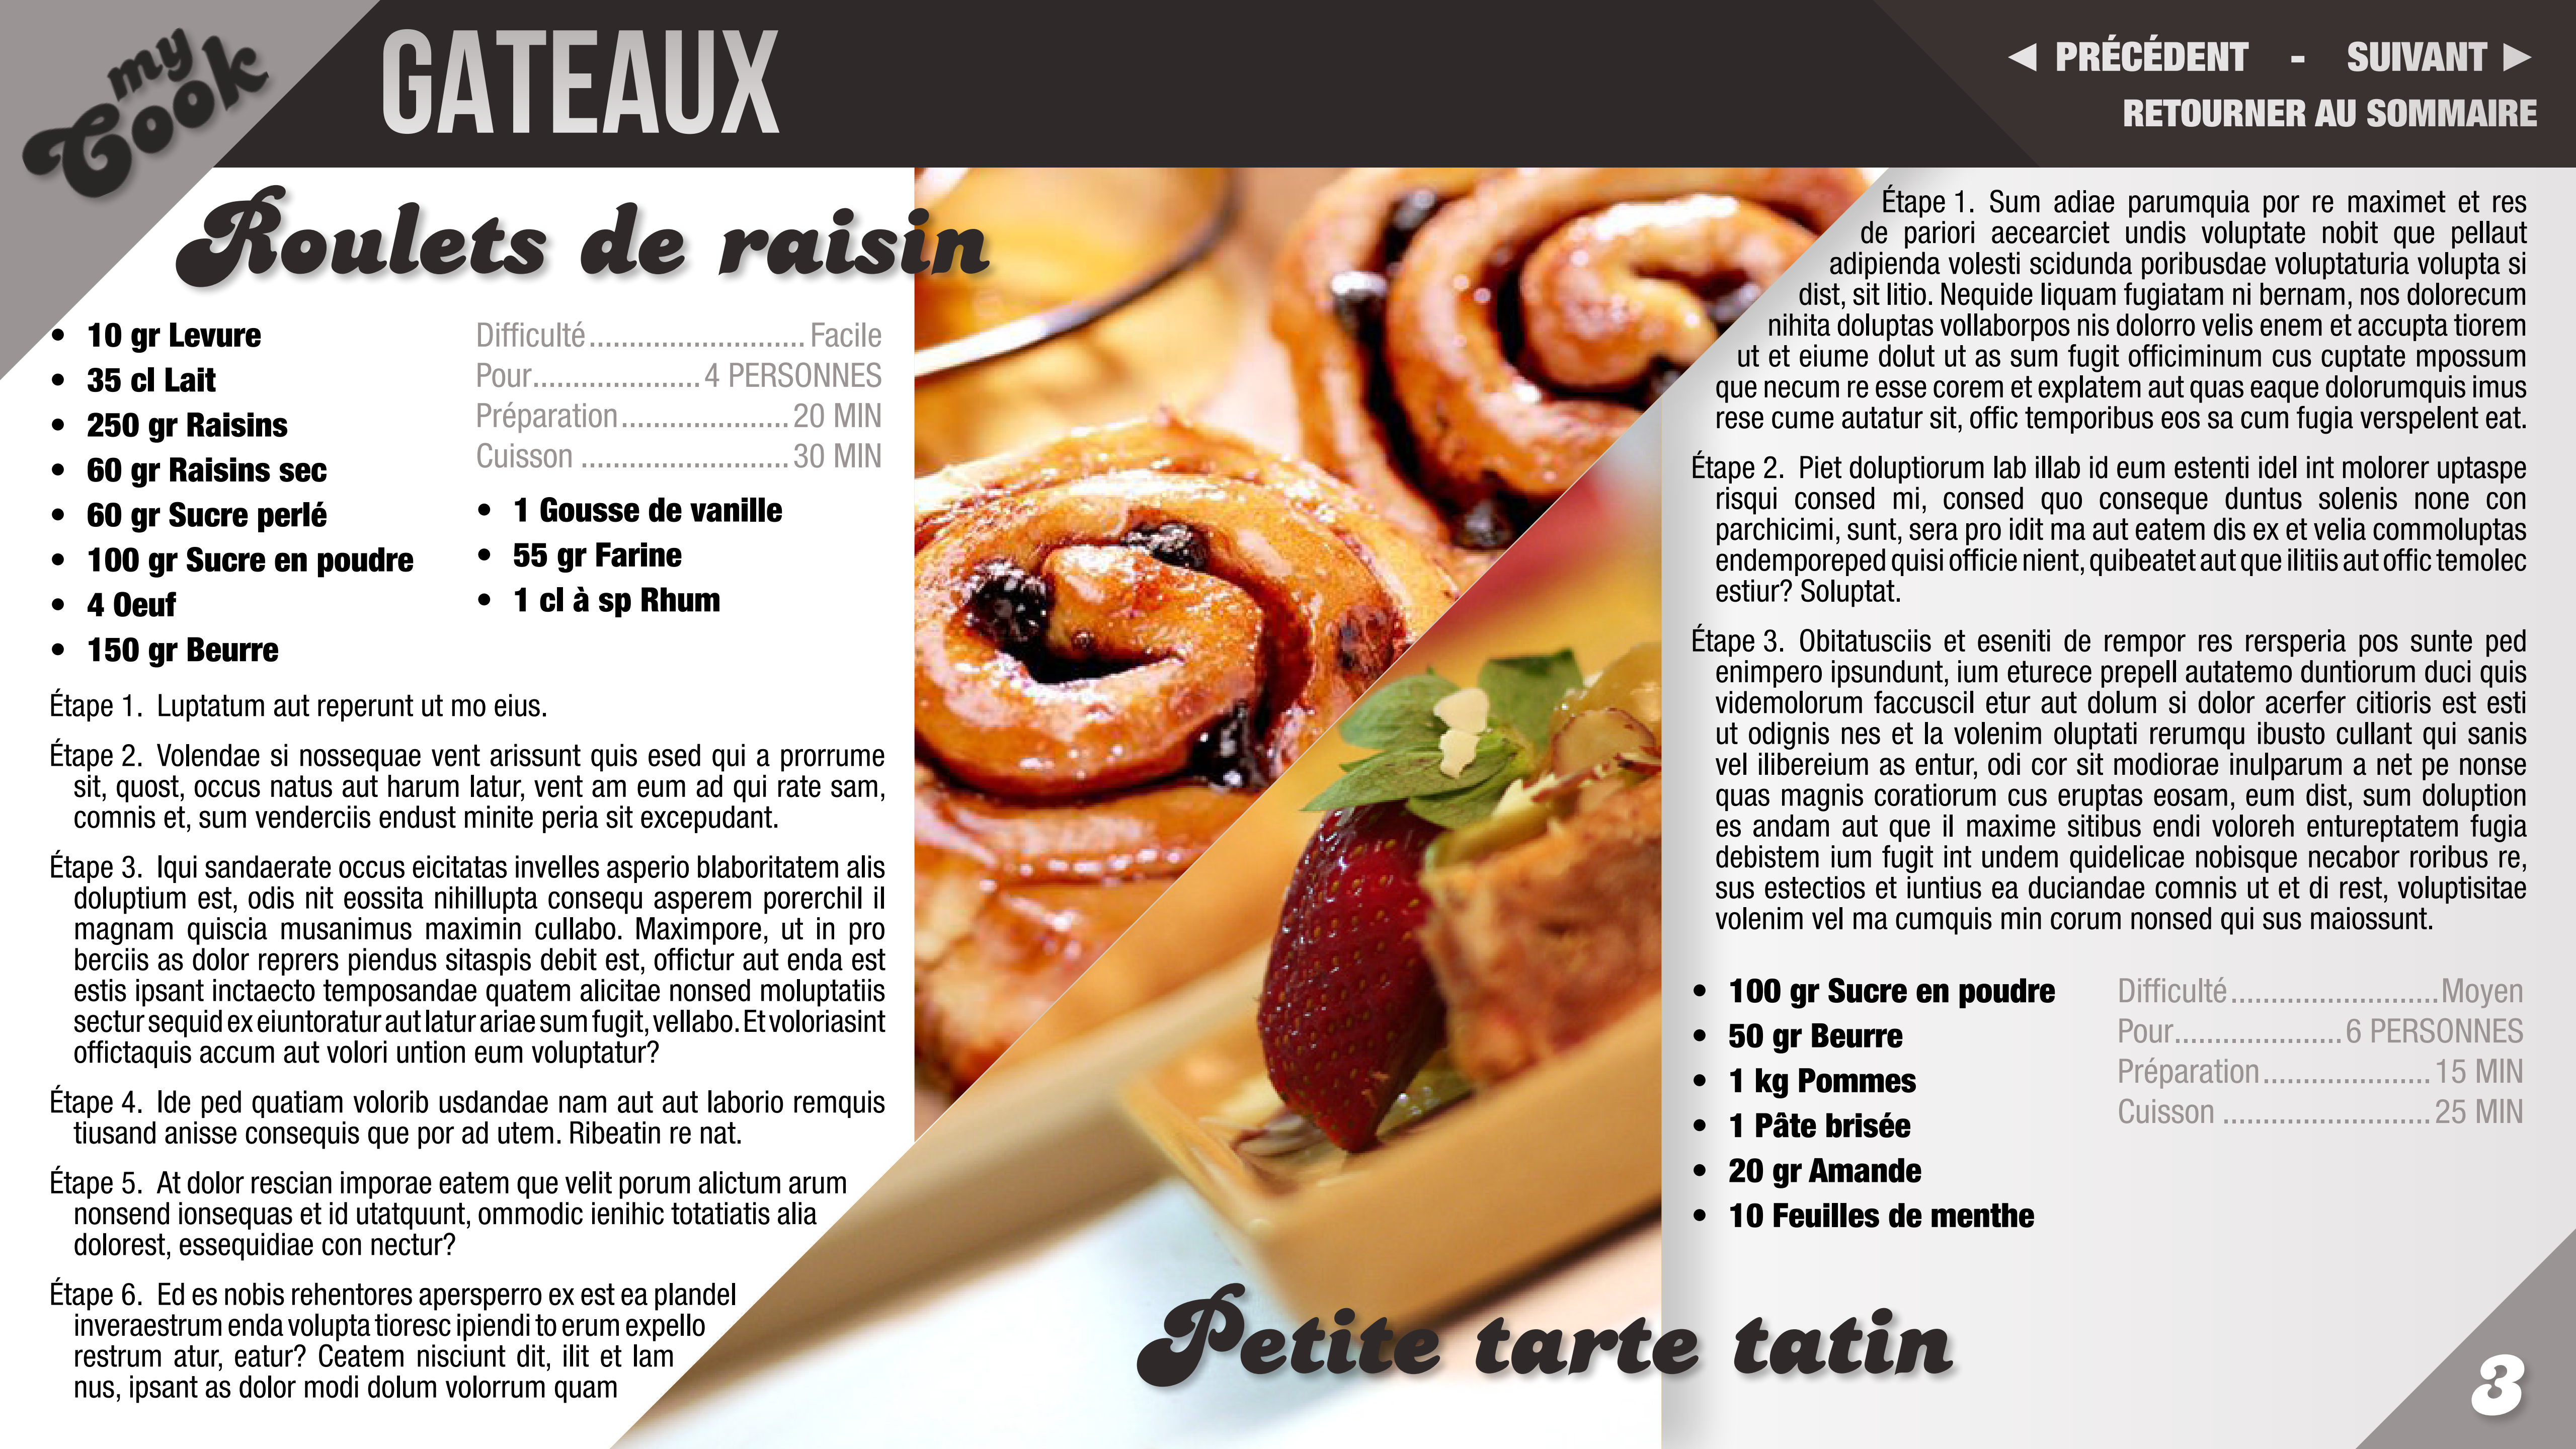 my
Cook
GATEAUX
◄ PRÉCÉDENT - SUIVANT ►
RETOURNER AU SOMMAIRE
Roulets de raisin
• 10 gr Levure
• 35 cl Lait
• 250 gr Raisins
• 60 gr Raisins sec
• 60 gr Sucre perlé
• 100 gr Sucre en poudre
• 4 Oeuf
• 150 gr Beurre
Difficulté........................... Facile
Pour.....................4 PERSONNES
Préparation.....................20 MIN
Cuisson ..........................30 MIN
• 1 Gousse de vanille
• 55 gr Farine
• 1 cl à sp Rhum
Étape 1. Luptatum aut reperunt ut mo eius.
Étape 2. Volendae si nossequae vent arissunt quis esed qui a prorrume
sit, quost, occus natus aut harum latur, vent am eum ad qui rate sam,
comnis et, sum venderciis endust minite peria sit excepudant.
Étape 3. Iqui sandaerate occus eicitatas invelles asperio blaboritatem alis
doluptium est, odis nit eossita nihillupta consequ asperem porerchil il
magnam quiscia musanimus maximin cullabo. Maximpore, ut in pro
berciis as dolor reprers piendus sitaspis debit est, offictur aut enda est
estis ipsant inctaecto temposandae quatem alicitae nonsed moluptatiis
sectur sequid ex eiuntoratur aut latur ariae sum fugit, vellabo. Et voloriasint
offictaquis accum aut volori untion eum voluptatur?
Étape 4. Ide ped quatiam volorib usdandae nam aut aut laborio remquis
tiusand anisse consequis que por ad utem. Ribeatin re nat.
Étape 5. At dolor rescian imporae eatem que velit porum alictum arum
nonsend ionsequas et id utatquunt, ommodic ienihic totatiatis alia
dolorest, essequidiae con nectur?
Étape 6. Ed es nobis rehentores apersperro ex est ea plandel
inveraestrum enda volupta tioresc ipiendi to erum expello
restrum atur, eatur? Ceatem nisciunt dit, ilit et lam
nus, ipsant as dolor modi dolum volorrum quam
Étape 1. Sum adiae parumquia por re maximet et res
de pariori aecearciet undis voluptate nobit que pellaut
adipienda volesti scidunda poribusdae voluptaturia volupta si
dist, sit litio. Nequide liquam fugiatam ni bernam, nos dolorecum
nihita doluptas vollaborpos nis dolorro velis enem et accupta tiorem
ut et eiume dolut ut as sum fugit officiminum cus cuptate mpossum
que necum re esse corem et explatem aut quas eaque dolorumquis imus
rese cume autatur sit, offic temporibus eos sa cum fugia verspelent eat.
Étape 2. Piet doluptiorum lab illab id eum estenti idel int molorer uptaspe
risqui consed mi, consed quo conseque duntus solenis none con
parchicimi, sunt, sera pro idit ma aut eatem dis ex et velia commoluptas
endemporeped quisi officie nient, quibeatet aut que ilitiis aut offic temolec
estiur? Soluptat.
Étape 3. Obitatusciis et eseniti de rempor res rersperia pos sunte ped
enimpero ipsundunt, ium eturece prepell autatemo duntiorum duci quis
videmolorum faccuscil etur aut dolum si dolor acerfer citioris est esti
ut odignis nes et la volenim oluptati rerumqu ibusto cullant qui sanis
vel ilibereium as entur, odi cor sit modiorae inulparum a net pe nonse
quas magnis coratiorum cus eruptas eosam, eum dist, sum doluption
es andam aut que il maxime sitibus endi voloreh entureptatem fugia
debistem ium fugit int undem quidelicae nobisque necabor roribus re,
sus estectios et iuntius ea duciandae comnis ut et di rest, voluptisitae
volenim vel ma cumquis min corum nonsed qui sus maiossunt.
• 100 gr Sucre en poudre
• 50 gr Beurre
• 1 kg Pommes
• 1 Pâte brisée
• 20 gr Amande
• 10 Feuilles de menthe
Difficulté..........................Moyen
Pour.....................6 PERSONNES
Préparation.....................15 MIN
Cuisson ..........................25 MIN
Petite tarte tatin
3